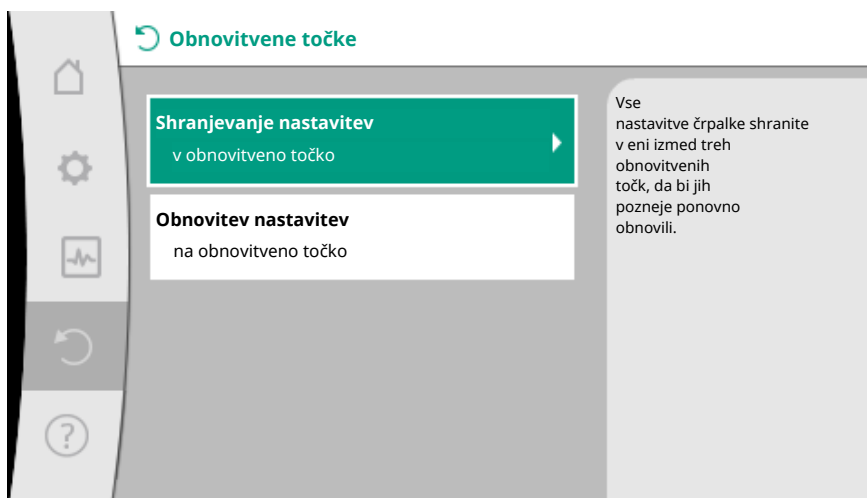 Obnovitvene točke
Shranjevanje nastavitev
v obnovitveno točko
Obnovitev nastavitev
na obnovitveno točko
Vse
nastavitve črpalke shranite
v eni izmed treh
obnovitvenih
točk, da bi jih
pozneje ponovno
obnovili.
?